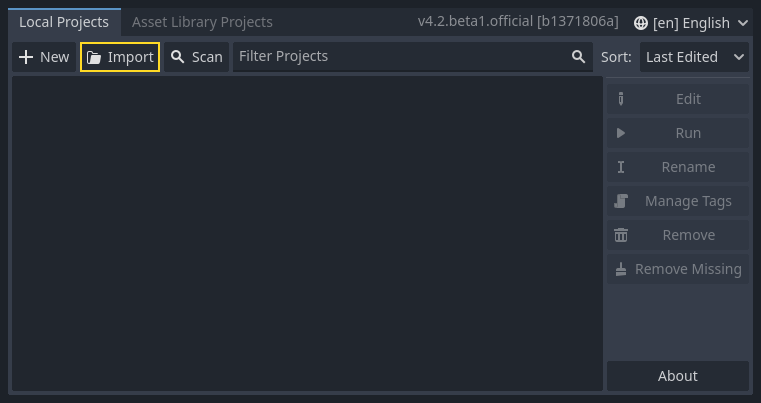 Local Projects Asset Library Projects v4.2.beta1.official [b1371806a] [en] English
New Import Scan Filter Projects Sort: Last Edited
Edit
Run
Rename
Manage Tags
Remove
Remove Missing
About